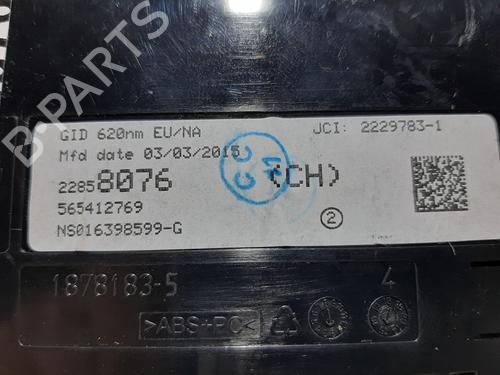 B-PARTS
GID 620nm EU/NA
JCI: 2229783-1
Mfd date 03/03/2015
22858076 (CH)
565412769
2
NS016398599-G
1878183-5
4
>ABS+PC<